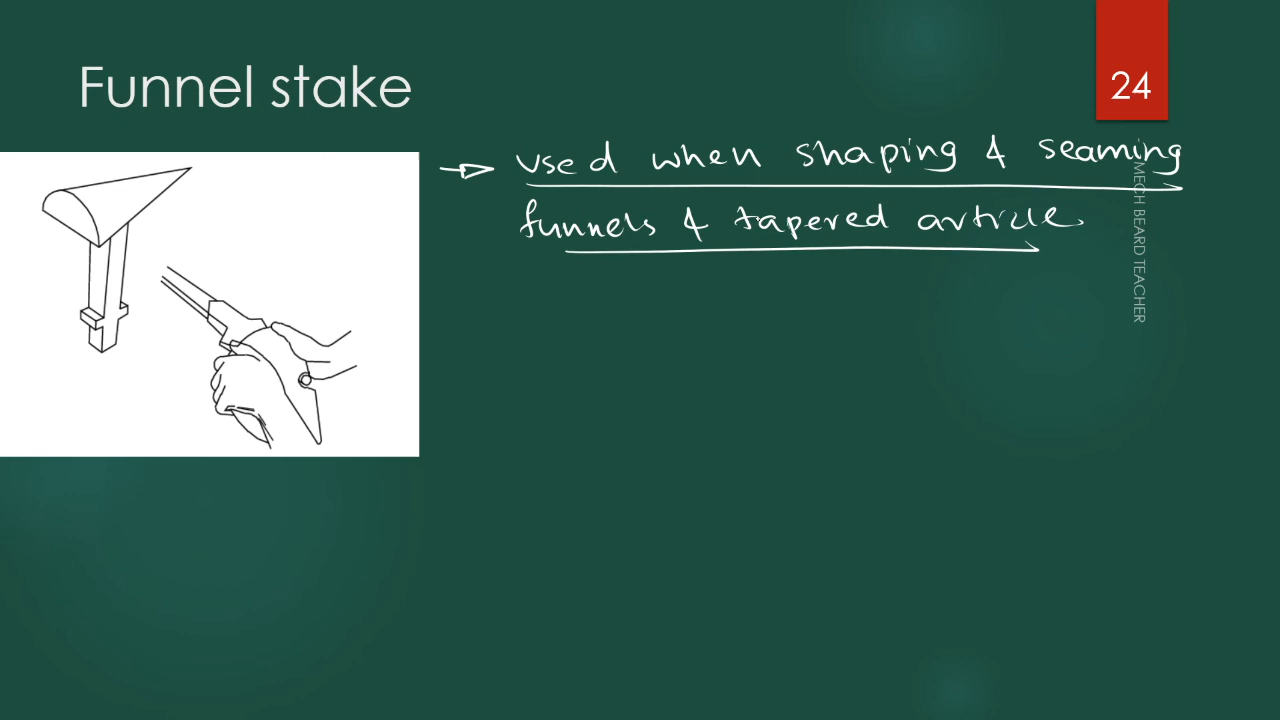 Funnel stake
24
→ Used when shaping & seaming
funnels & tapered article.
MECH BEARD TEACHER